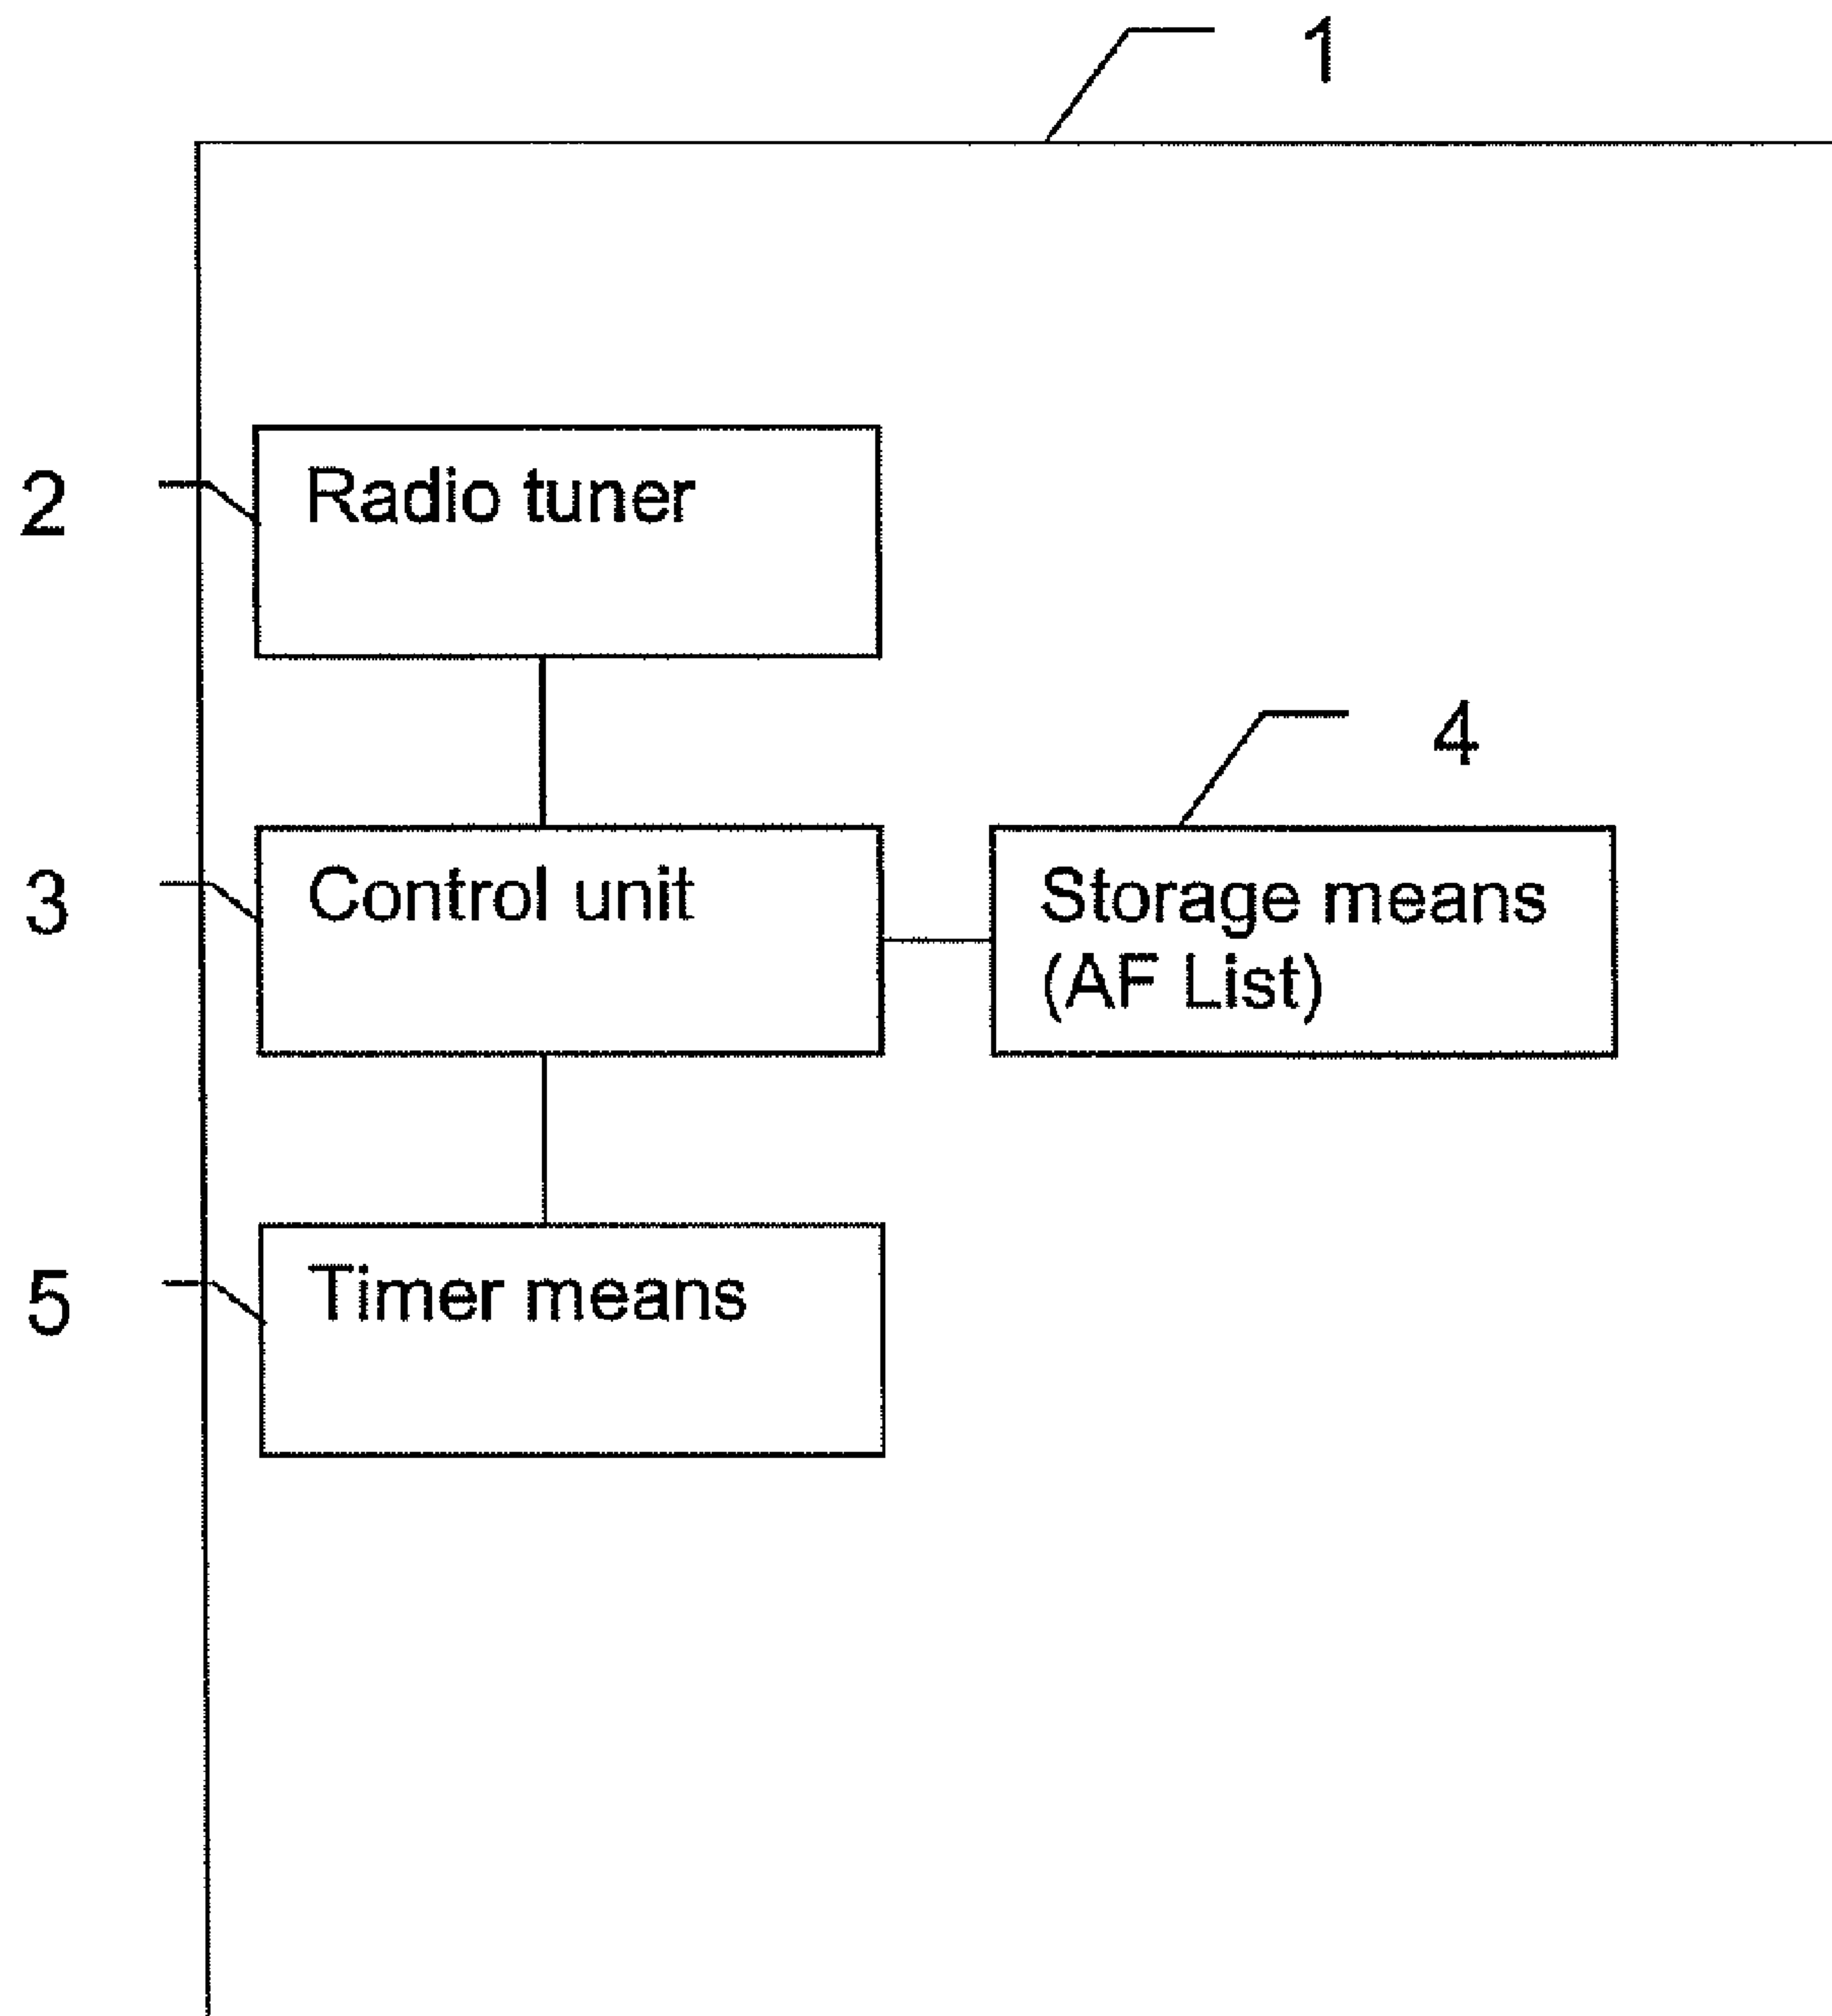 1
2
Radio tuner
4
3
Control unit
Storage means
(AF List)
5
Timer means